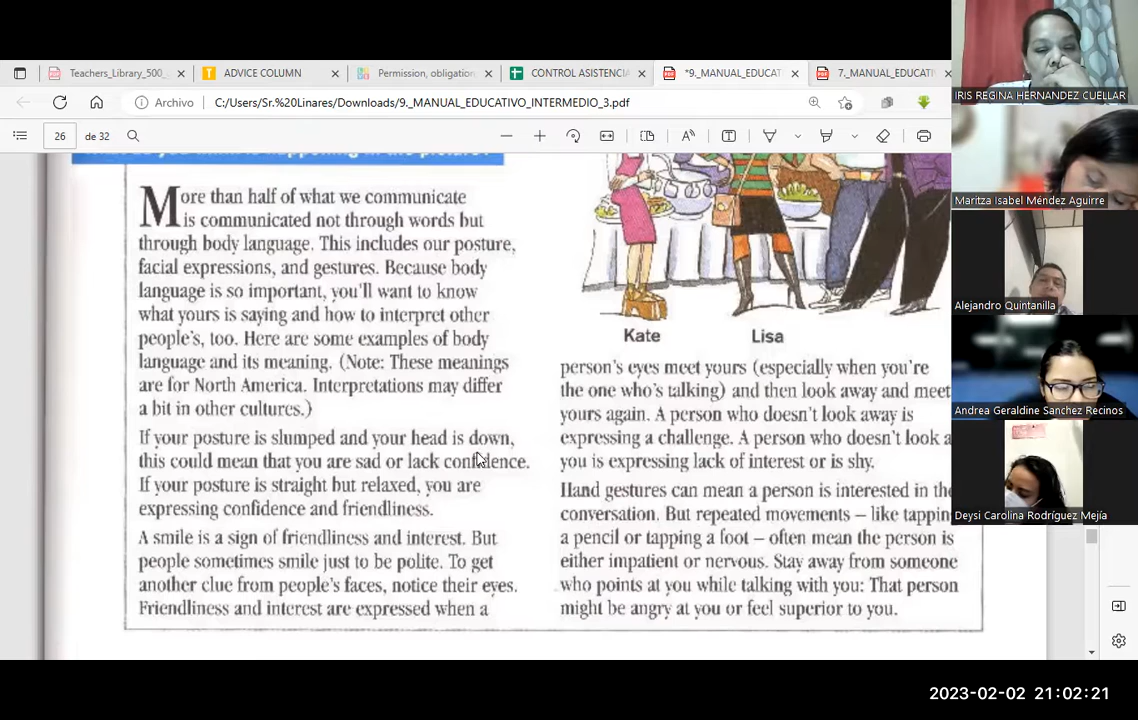 Teachers_Library_500_
ADVICE COLUMN
Permission, obligation
CONTROL ASISTENCIA
*9._MANUAL_EDUCAT
7._MANUAL_EDUCATI
Archivo
C:/Users/Sr.%20Linares/Downloads/9._MANUAL_EDUCATIVO_INTERMEDIO_3.pdf
26
de 32
More than half of what we communicate
is communicated not through words but
through body language. This includes our posture,
facial expressions, and gestures. Because body
language is so important, you'll want to know
what yours is saying and how to interpret other
people's, too. Here are some examples of body
language and its meaning. (Note: These meanings
are for North America. Interpretations may differ
a bit in other cultures.)
If your posture is slumped and your head is down,
this could mean that you are sad or lack confidence.
If your posture is straight but relaxed, you are
expressing confidence and friendliness.
A smile is a sign of friendliness and interest. But
people sometimes smile just to be polite. To get
another clue from people's faces, notice their eyes.
Friendliness and interest are expressed when a
Kate
Lisa
person's eyes meet yours (especially when you're
the one who's talking) and then look away and meet
yours again. A person who doesn't look away is
expressing a challenge. A person who doesn't look a
you is expressing lack of interest or is shy.
Hand gestures can mean a person is interested in the
conversation. But repeated movements – like tappin
a pencil or tapping a foot – often mean the person is
either impatient or nervous. Stay away from someone
who points at you while talking with you: That person
might be angry at you or feel superior to you.
IRIS REGINA HERNANDEZ CUELLAR
Maritza Isabel Méndez Aguirre
Alejandro Quintanilla
Andrea Geraldine Sanchez Recinos
Deysi Carolina Rodríguez Mejía
2023-02-02 21:02:21